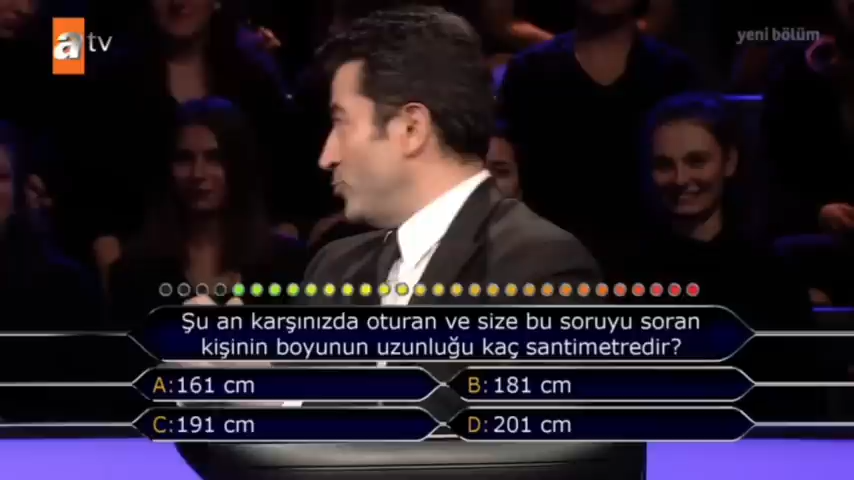 atv
yeni bölüm
Şu an karşınızda oturan ve size bu soruyu soran
kişinin boyunun uzunluğu kaç santimetredir?
A: 161 cm
B: 181 cm
C: 191 cm
D: 201 cm